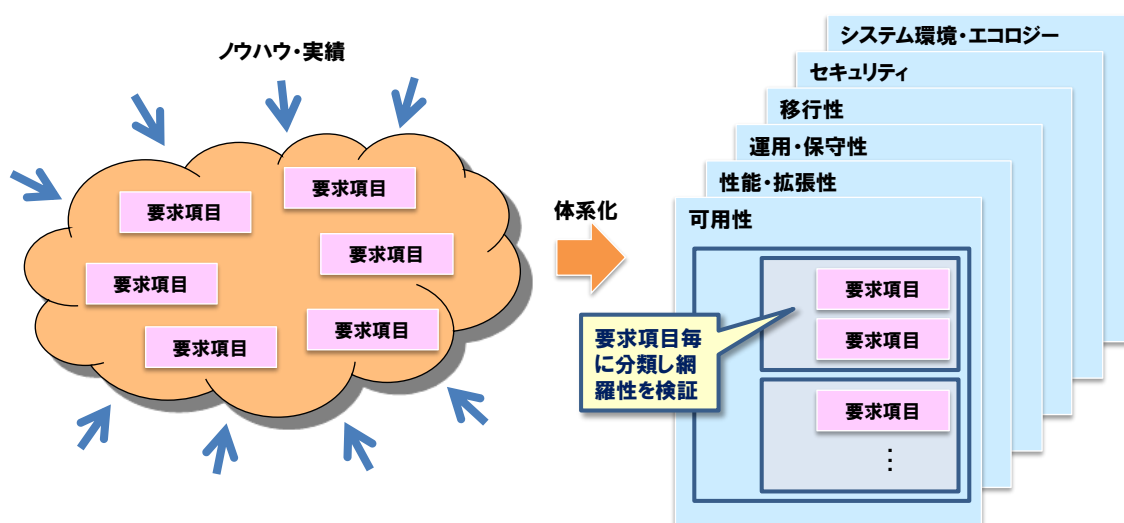 ノウハウ・実績
要求項目
要求項目
要求項目
要求項目
要求項目
要求項目
体系化
システム環境・エコロジー
セキュリティ
移行性
運用・保守性
性能・拡張性
可用性
要求項目
要求項目
要求項目
⋮
要求項目毎
に分類し網
羅性を検証